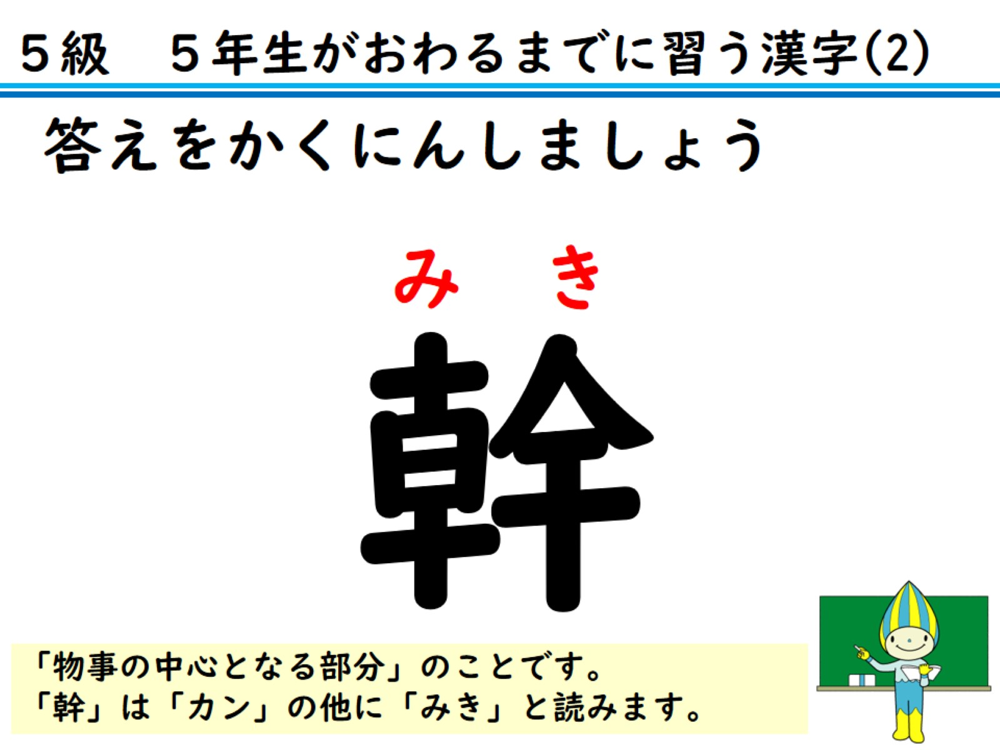 ５級　５年生がおわるまでに習う漢字(2)
答えをかくにんしましょう
みき
幹
「物事の中心となる部分」のことです。
「幹」は「カン」の他に「みき」と読みます。